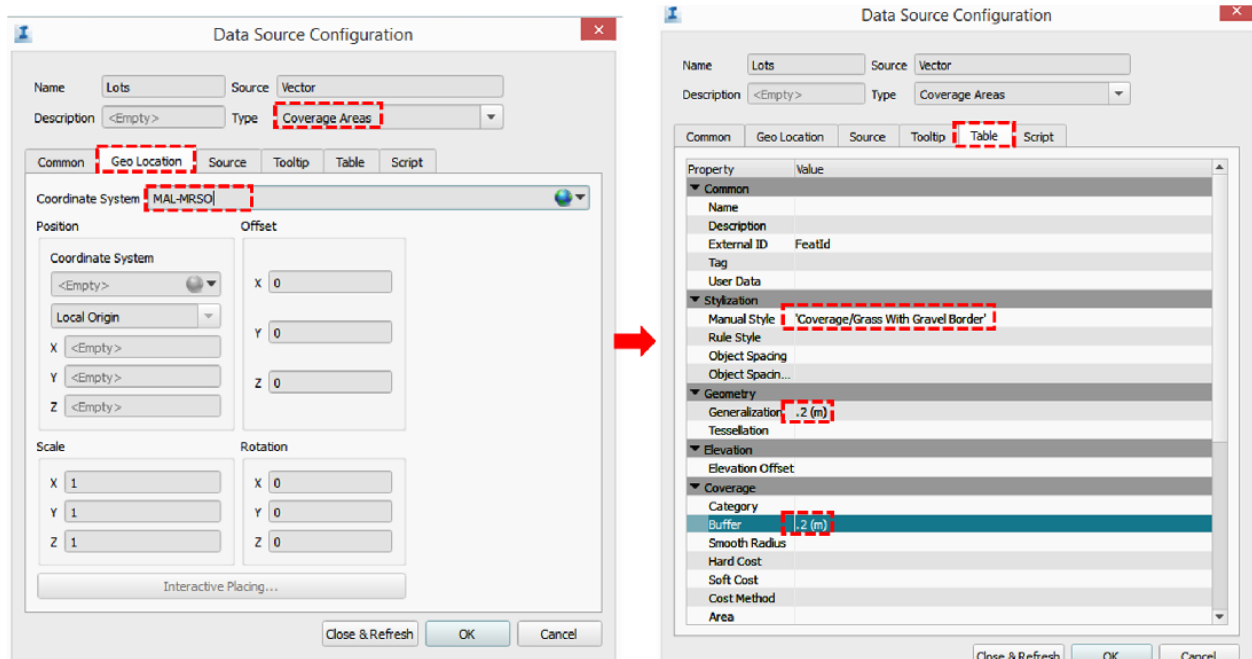 Data Source Configuration
Name Lots Source Vector
Description <Empty> Type Coverage Areas
Common Geo Location Source Tooltip Table Script
Coordinate System MAL-MRSO
Position Offset
Coordinate System
<Empty>
Local Origin
X <Empty>
Y <Empty>
Z <Empty>
X 0
Y 0
Z 0
Scale Rotation
X 1 X 0
Y 1 Y 0
Z 1 Z 0
Interactive Placing...
Close & Refresh OK Cancel
Data Source Configuration
Name Lots Source Vector
Description <Empty> Type Coverage Areas
Common Geo Location Source Tooltip Table Script
Property Value
Common
Name
Description
External ID FeatId
Tag
User Data
Stylization
Manual Style 'Coverage/Grass With Gravel Border'
Rule Style
Object Spacing
Object Spacin...
Geometry
Generalization .2 (m)
Tessellation
Elevation
Elevation Offset
Coverage
Category
Buffer .2 (m)
Smooth Radius
Hard Cost
Soft Cost
Cost Method
Area
Close & Refresh OK Cancel